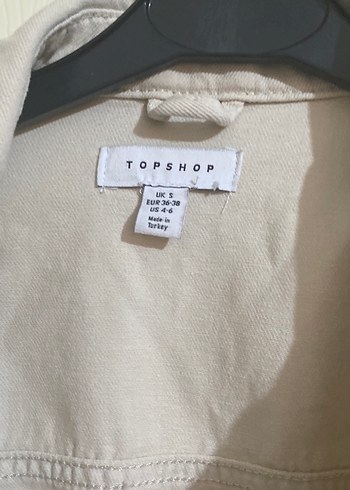 TOPSHOP
UK S
EUR 36-38
US 4-6
Made in
Turkey